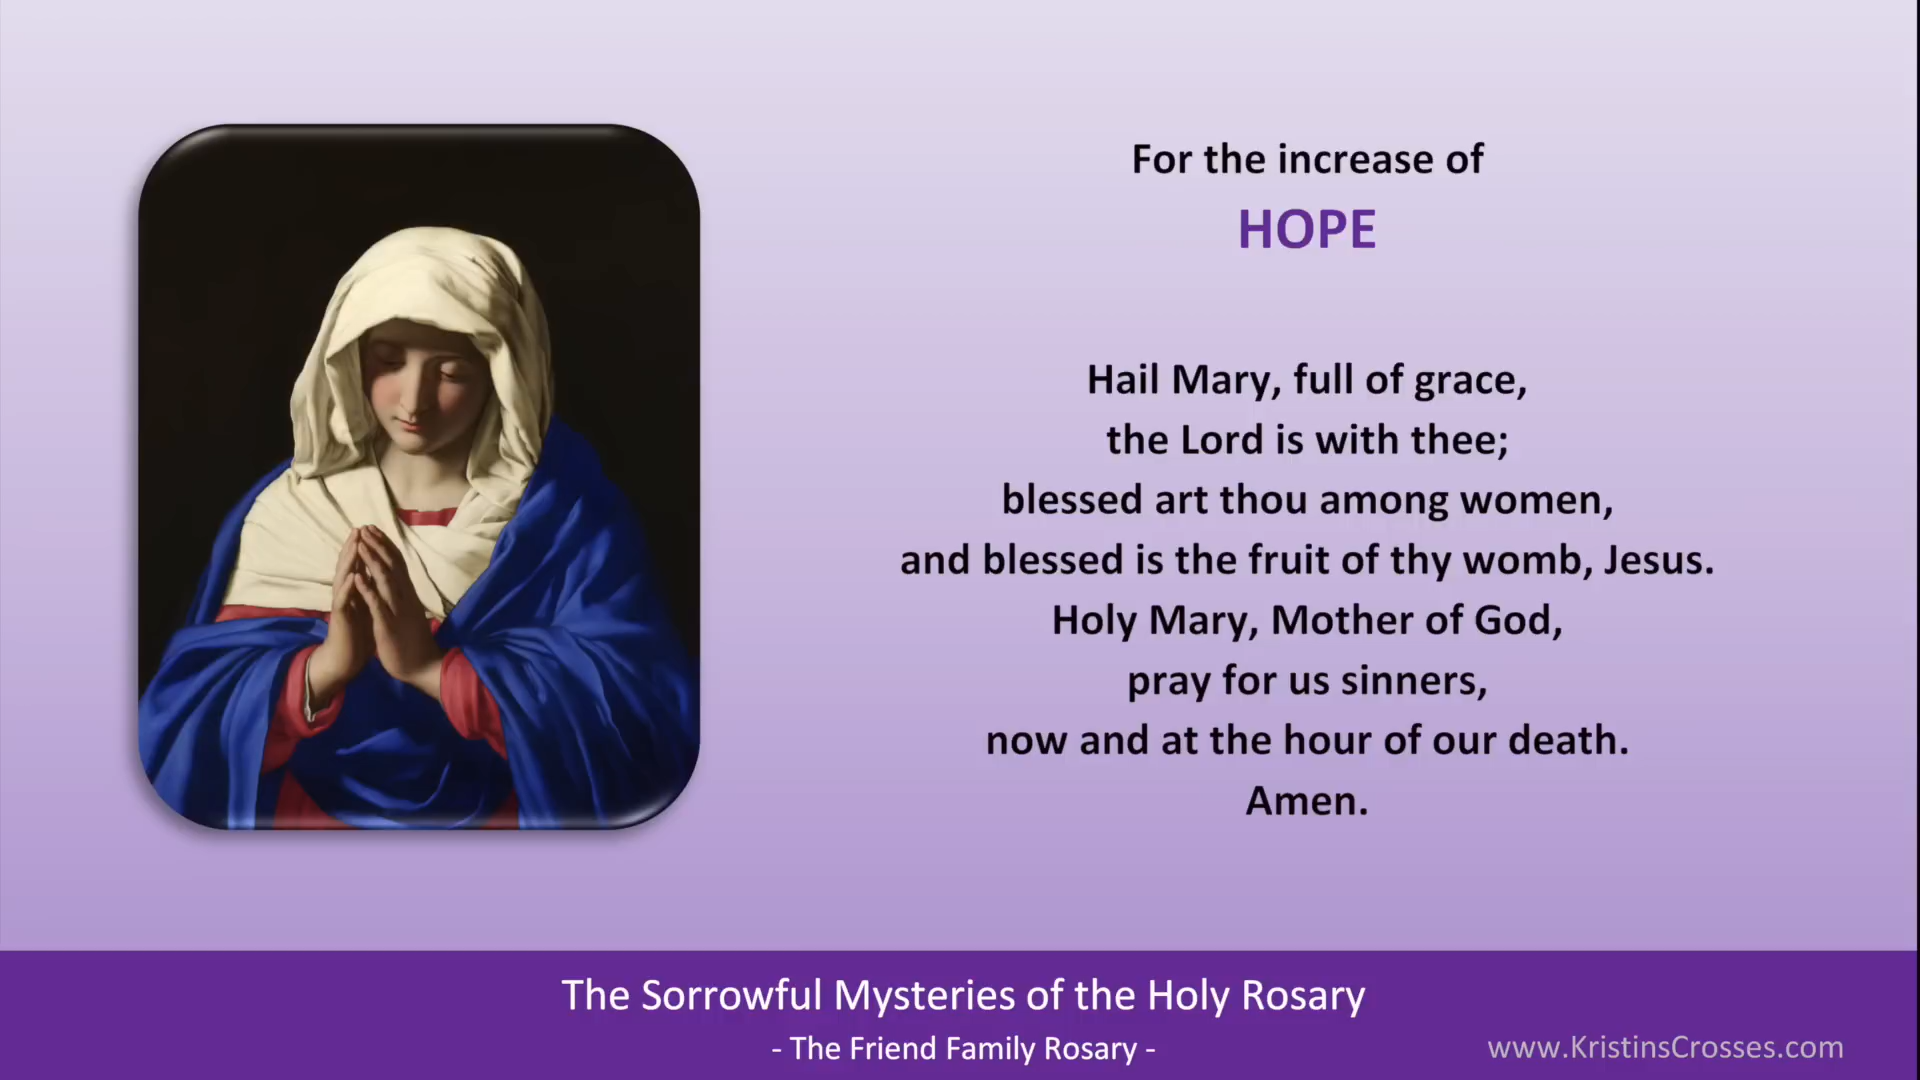 For the increase of
HOPE
Hail Mary, full of grace,
the Lord is with thee;
blessed art thou among women,
and blessed is the fruit of thy womb, Jesus.
Holy Mary, Mother of God,
pray for us sinners,
now and at the hour of our death.
Amen.
The Sorrowful Mysteries of the Holy Rosary
- The Friend Family Rosary -
www.KristinsCrosses.com